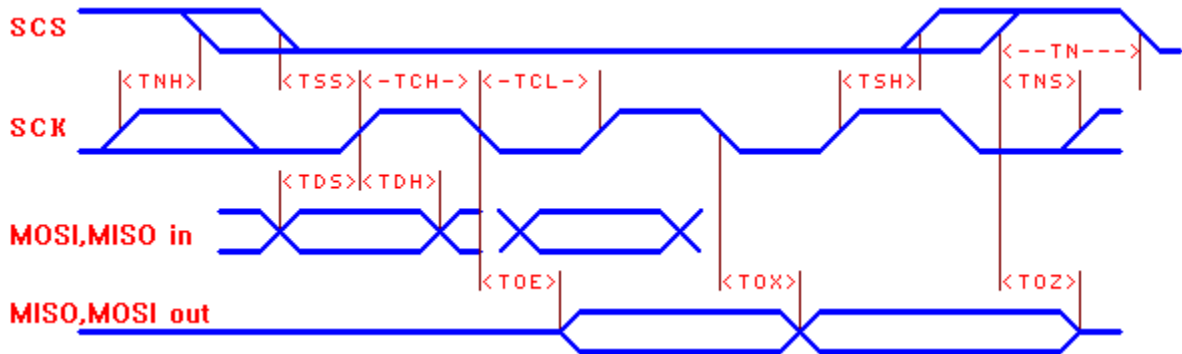 SCS
<--TN--->
<TNH> <TSS> <-TCH-> <-TCL-> <TSH> <TNS>
SCK
<TDS> <TDH>
MOSI,MISO in
<TOE> <TOX> <TOZ>
MISO,MOSI out